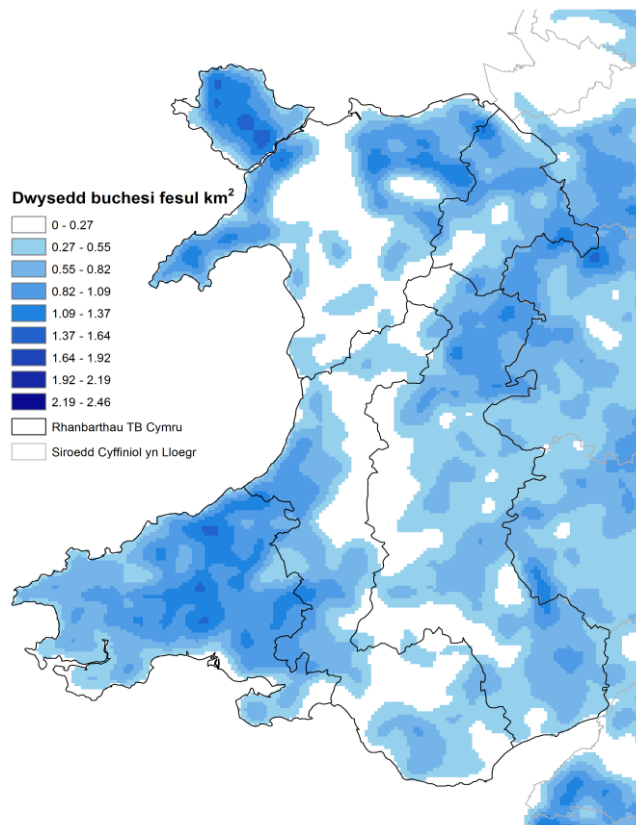 Dwysedd buchesi fesul km²
0 - 0.27
0.27 - 0.55
0.55 - 0.82
0.82 - 1.09
1.09 - 1.37
1.37 - 1.64
1.64 - 1.92
1.92 - 2.19
2.19 - 2.46
Rhanbarthau TB Cymru
Siroedd Cyffiniol yn Lloegr